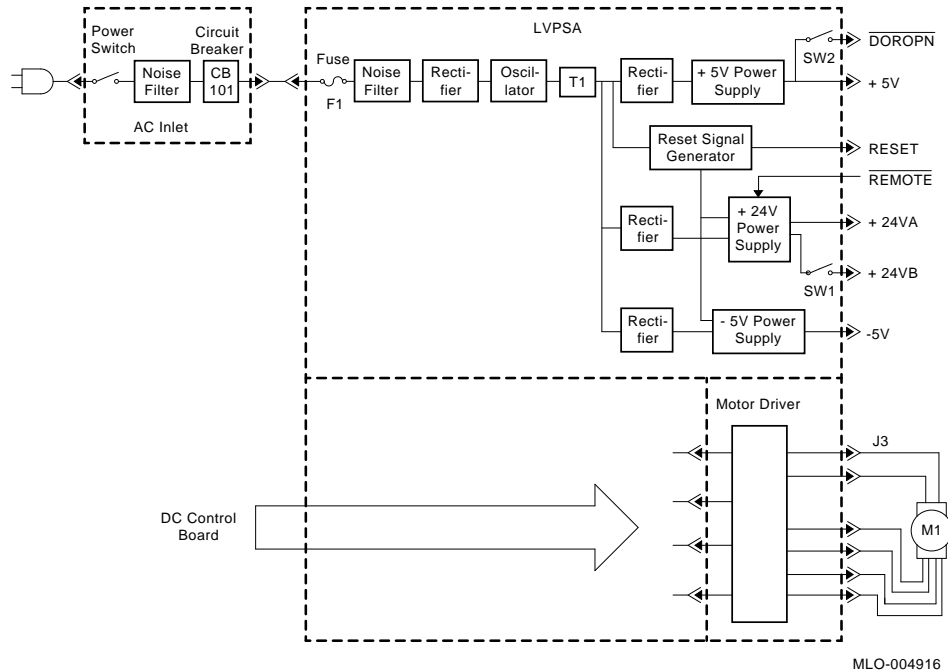 LVPSA
Power
Switch
Circuit
Breaker
Noise
Filter
CB
101
AC Inlet
Fuse
F1
Noise
Filter
Recti-
fier
Oscil-
lator
T1
Recti-
fier
+ 5V Power
Supply
SW2
DOROPN
+ 5V
Reset Signal
Generator
RESET
REMOTE
Recti-
fier
+ 24V
Power
Supply
+ 24VA
SW1
+ 24VB
Recti-
fier
- 5V Power
Supply
-5V
Motor Driver
J3
M1
DC Control
Board
MLO-004916